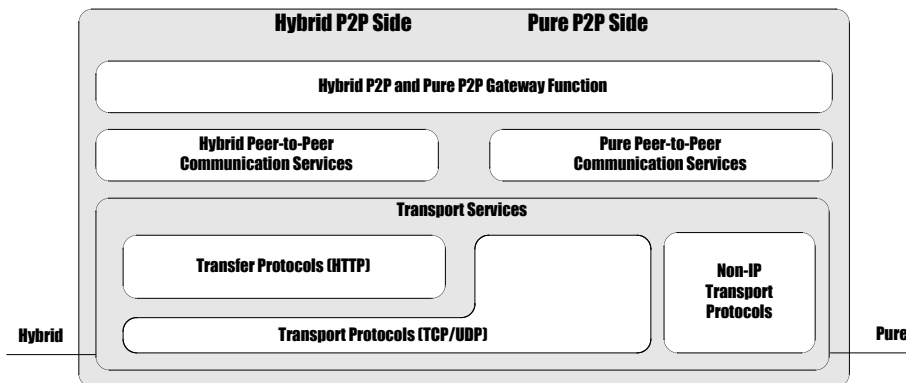 Hybrid P2P Side
Pure P2P Side
Hybrid P2P and Pure P2P Gateway Function
Hybrid Peer-to-Peer
Communication Services
Pure Peer-to-Peer
Communication Services
Transport Services
Transfer Protocols (HTTP)
Non-IP
Transport
Protocols
Transport Protocols (TCP/UDP)
Hybrid
Pure